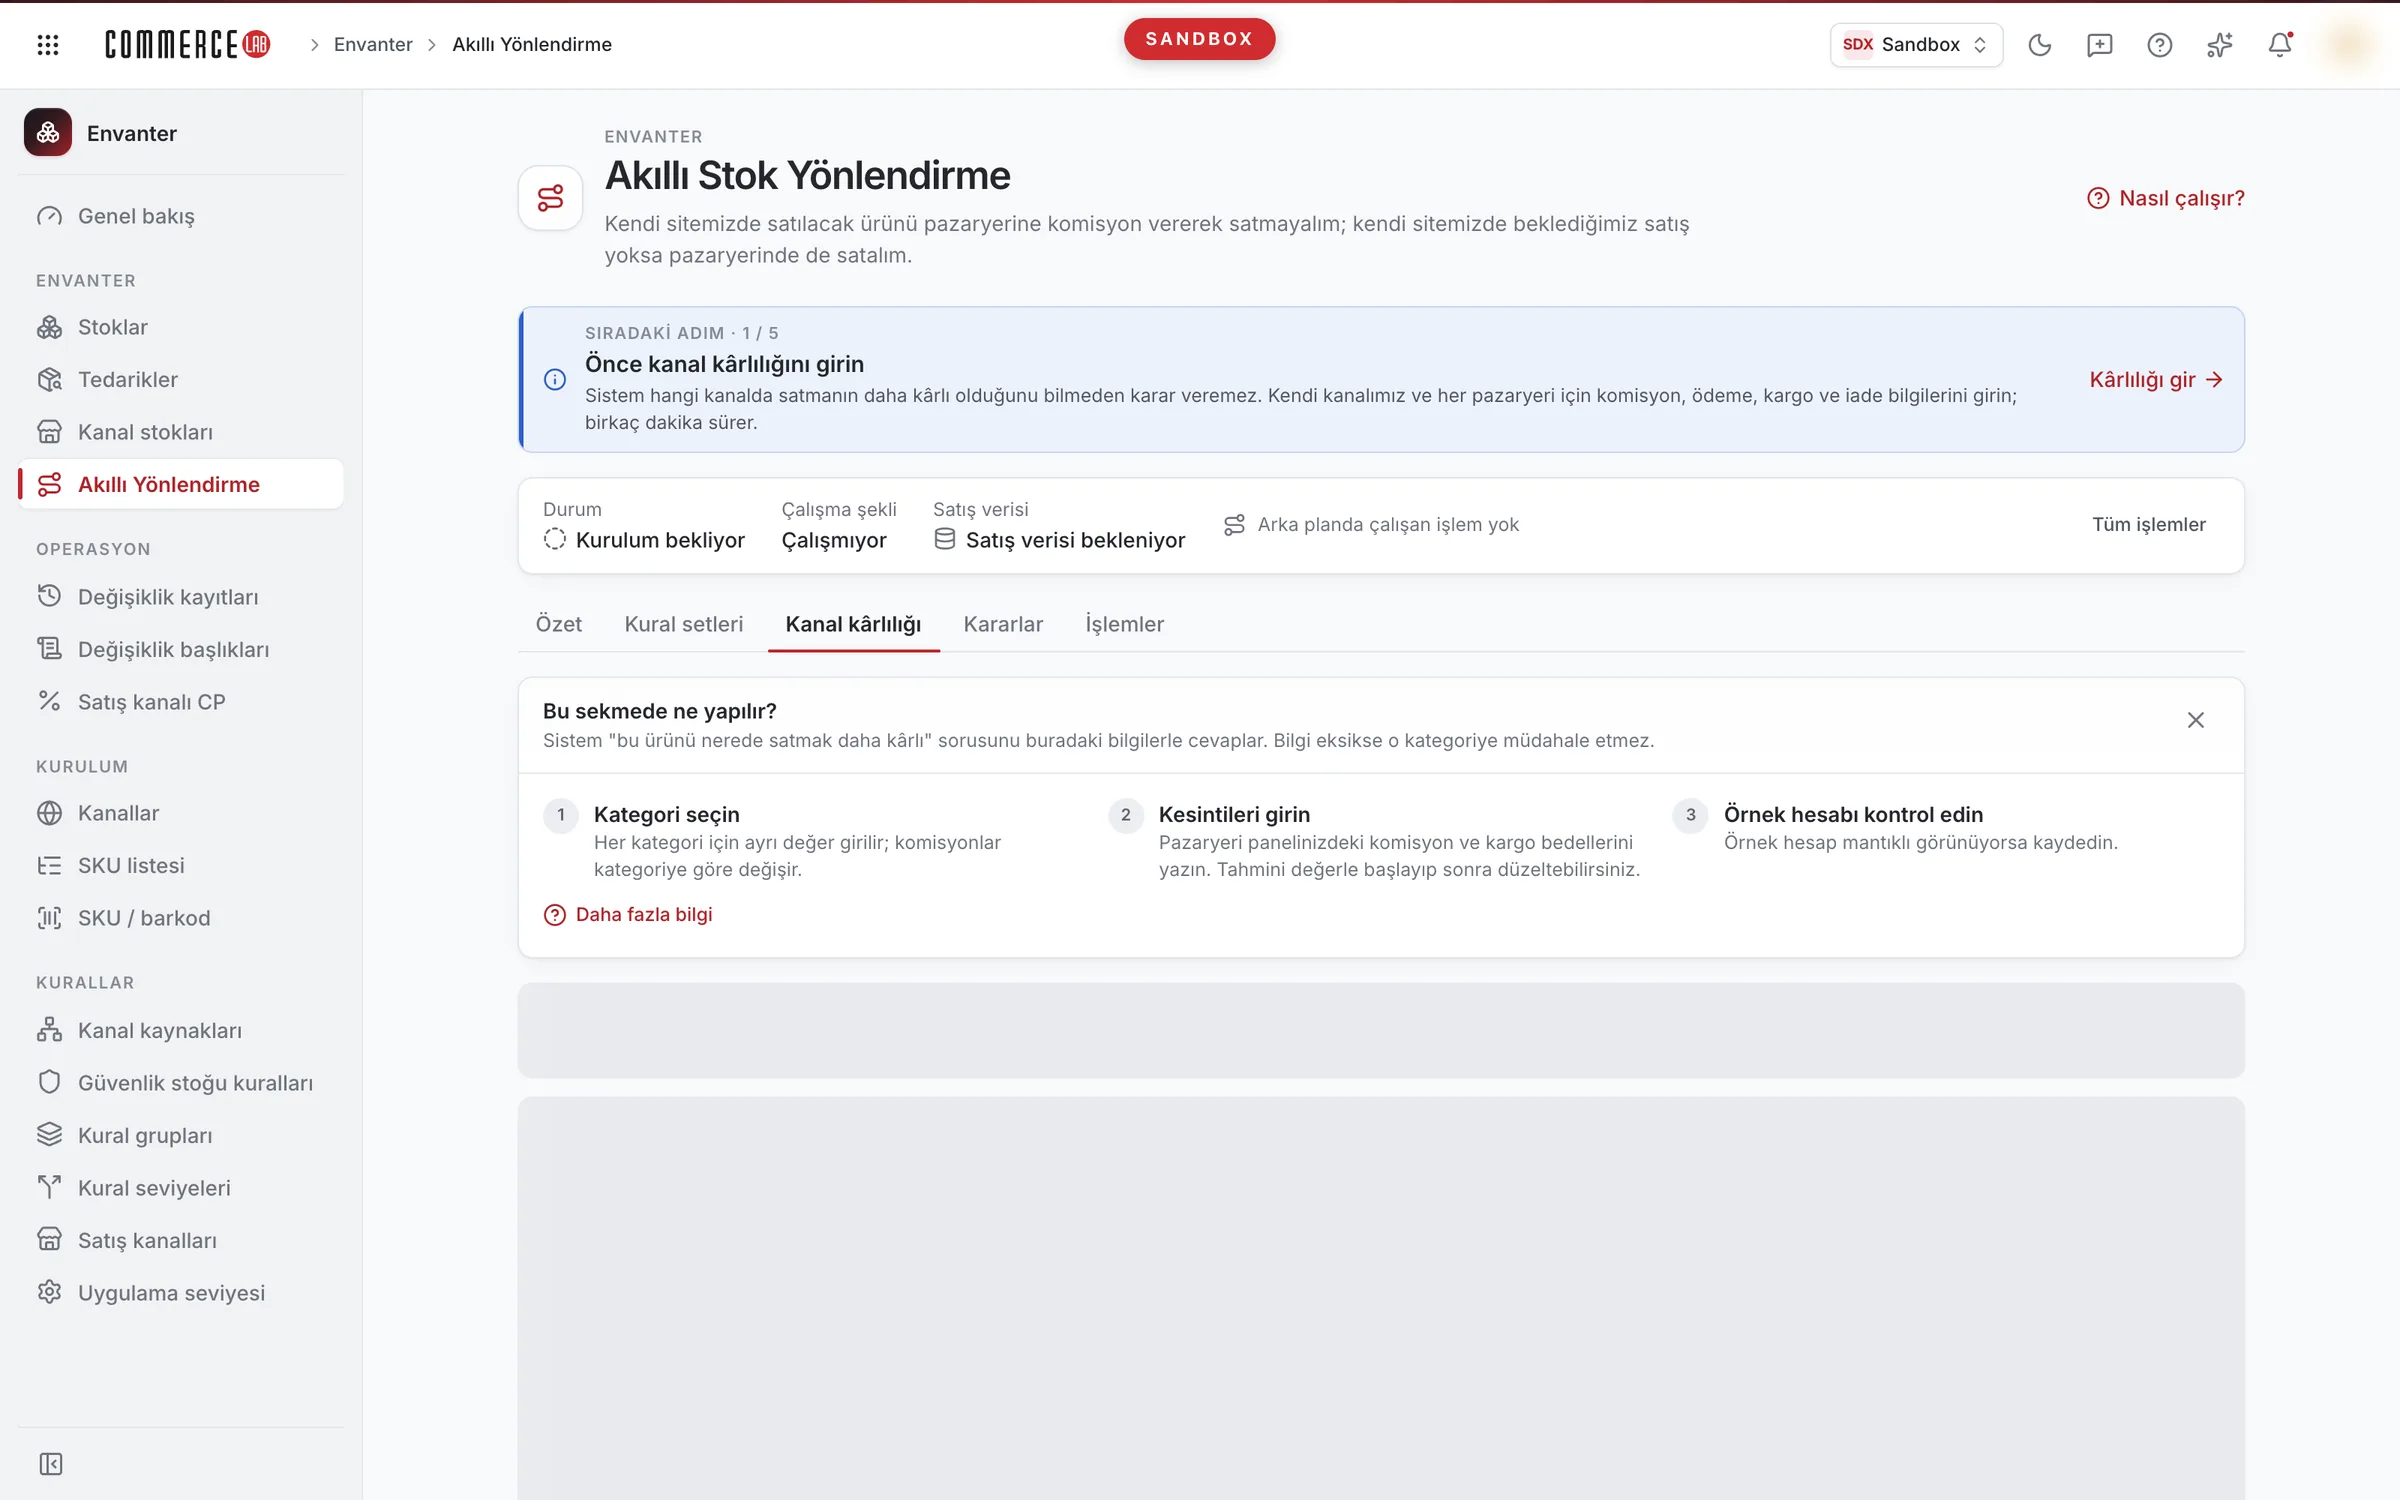 COMMERCE LAB
Envanter
Akıllı Yönlendirme
SANDBOX
SDX Sandbox
Envanter
Genel bakış
ENVANTER
Stoklar
Tedarikler
Kanal stokları
Akıllı Yönlendirme
OPERASYON
Değişiklik kayıtları
Değişiklik başlıkları
Satış kanalı CP
KURULUM
Kanallar
SKU listesi
SKU / barkod
KURALLAR
Kanal kaynakları
Güvenlik stoğu kuralları
Kural grupları
Kural seviyeleri
Satış kanalları
Uygulama seviyesi
ENVANTER
Akıllı Stok Yönlendirme
Kendi sitemizde satılacak ürünü pazaryerine komisyon vererek satmayalım; kendi sitemizde beklediğimiz satış
yoksa pazaryerinde de satalım.
Nasıl çalışır?
SIRADAKİ ADIM · 1 / 5
Önce kanal kârlılığını girin
Sistem hangi kanalda satmanın daha kârlı olduğunu bilmeden karar veremez. Kendi kanalımız ve her pazaryeri için komisyon, ödeme, kargo ve iade bilgilerini girin;
birkaç dakika sürer.
Kârlılığı gir
Durum
Kurulum bekliyor
Çalışma şekli
Çalışmıyor
Satış verisi
Satış verisi bekleniyor
Arka planda çalışan işlem yok
Tüm işlemler
Özet
Kural setleri
Kanal kârlılığı
Kararlar
İşlemler
Bu sekmede ne yapılır?
Sistem "bu ürünü nerede satmak daha kârlı" sorusunu buradaki bilgilerle cevaplar. Bilgi eksikse o kategoriye müdahale etmez.
1 Kategori seçin
Her kategori için ayrı değer girilir; komisyonlar
kategoriye göre değişir.
2 Kesintileri girin
Pazaryeri panelinizdeki komisyon ve kargo bedellerini
yazın. Tahmini değerle başlayıp sonra düzeltebilirsiniz.
3 Örnek hesabı kontrol edin
Örnek hesap mantıklı görünüyorsa kaydedin.
Daha fazla bilgi